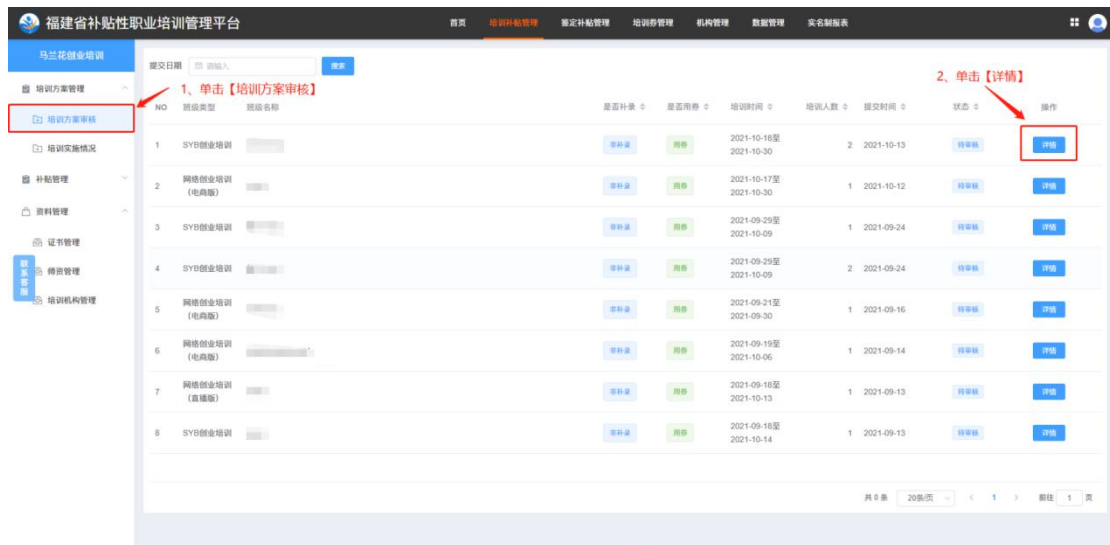 福建省补贴性职业培训管理平台
首页 培训补贴管理 鉴定补贴管理 培训券管理 机构管理 数据管理 实名制报表
马兰花创业培训
培训方案管理
培训方案审核
培训实施情况
补贴管理
资料管理
证书管理
师资管理
培训机构管理
联系客服
提交日期 请输入 搜索
1、单击【培训方案审核】
2、单击【详情】
NO 班级类型 班级名称 是否补录 是否用券 培训时间 培训人数 提交时间 状态 操作
1 SYB创业培训 非补录 用券 2021-10-18至 2 2021-10-13 待审核 详情
2021-10-30
2 网络创业培训 非补录 用券 2021-10-17至 1 2021-10-12 待审核 详情
（电商版） 2021-10-30
3 SYB创业培训 非补录 用券 2021-09-29至 1 2021-09-24 待审核 详情
2021-10-09
4 SYB创业培训 非补录 用券 2021-09-29至 2 2021-09-24 待审核 详情
2021-10-09
5 网络创业培训 非补录 用券 2021-09-21至 1 2021-09-16 待审核 详情
（电商版） 2021-09-30
6 网络创业培训 非补录 用券 2021-09-19至 1 2021-09-14 待审核 详情
（电商版） 2021-10-06
7 网络创业培训 非补录 用券 2021-09-18至 1 2021-09-13 待审核 详情
（直播版） 2021-10-13
8 SYB创业培训 非补录 用券 2021-09-18至 1 2021-09-13 待审核 详情
2021-10-14
共 8 条 20条/页 1 前往 1 页